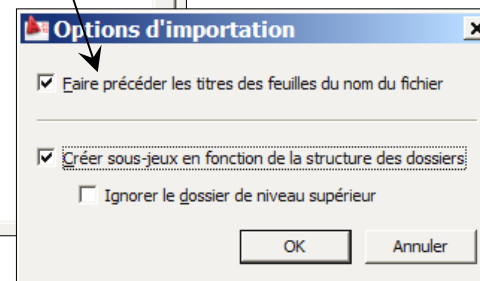 Options d'importation
Faire précéder les titres des feuilles du nom du fichier
Créer sous-jeux en fonction de la structure des dossiers
Ignorer le dossier de niveau supérieur
OK
Annuler